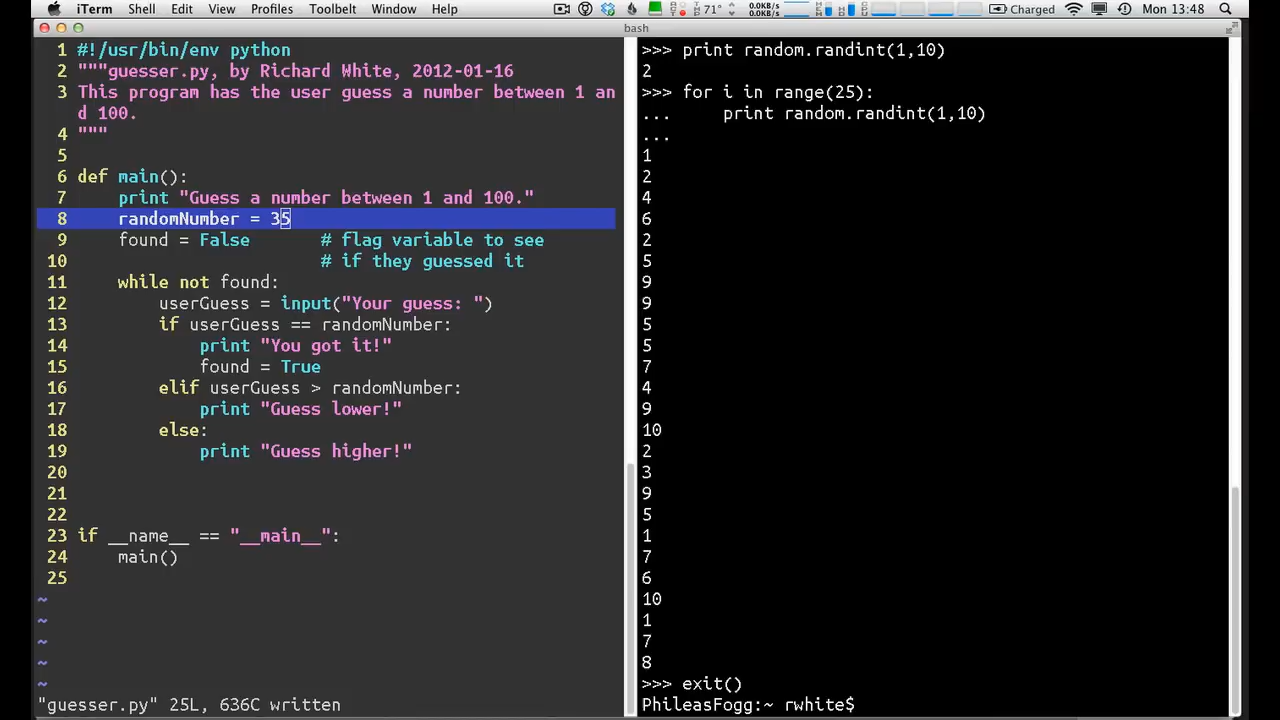 iTerm Shell Edit View Profiles Toolbelt Window Help 71° 0.0KB/s 0.0KB/s Charged Mon 13:48
bash
1 #!/usr/bin/env python
2 """guesser.py, by Richard White, 2012-01-16
3 This program has the user guess a number between 1 an
d 100.
4 """
5
6 def main():
7 print "Guess a number between 1 and 100."
8 randomNumber = 35
9 found = False # flag variable to see
10 # if they guessed it
11 while not found:
12 userGuess = input("Your guess: ")
13 if userGuess == randomNumber:
14 print "You got it!"
15 found = True
16 elif userGuess > randomNumber:
17 print "Guess lower!"
18 else:
19 print "Guess higher!"
20
21
22
23 if __name__ == "__main__":
24 main()
25
~
~
~
~
~
"guesser.py" 25L, 636C written
>>> print random.randint(1,10)
2
>>> for i in range(25):
... print random.randint(1,10)
...
1
2
4
6
2
5
9
9
5
5
7
4
9
10
2
3
9
5
1
7
6
10
1
7
8
>>> exit()
PhileasFogg:~ rwhite$